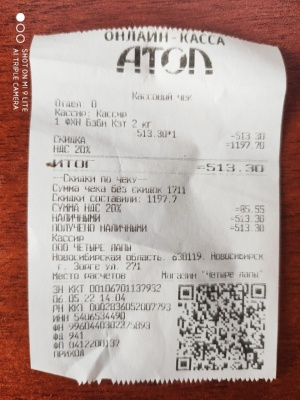 SHOT ON MI 9 LITE
AI TRIPLE CAMERA
ОНЛАЙН-КАССА
АТОЛ
Кассовый чек
Отдел: 0
Кассир: Кассир
1 ФХН Бэби Кэт 2 кг
513.30*1 =513.30
СКИДКА =1197.70
НДС 20%
ИТОГ =513.30
Скидки по чеку
Сумма чека без скидок 1711
Скидки составили: 1197.7
СУММА НДС 20% =85.55
НАЛИЧНЫМИ =513.30
ПОЛУЧЕНО НАЛИЧНЫМИ =513.30
Кассир
ООО ЧЕТЫРЕ ЛАПЫ
Новосибирская область, 630119, Новосибирск
г, Зорге ул, 271
Место расчетов Магазин "Четыре лапы"
ЗН ККТ 00106701137932
06.05.22 14:04
РН ККТ 0002836052007793
ИНН 5406534490
ФН 9960440302375893
ФД 941
ФП 0412200137
ПРИХОД